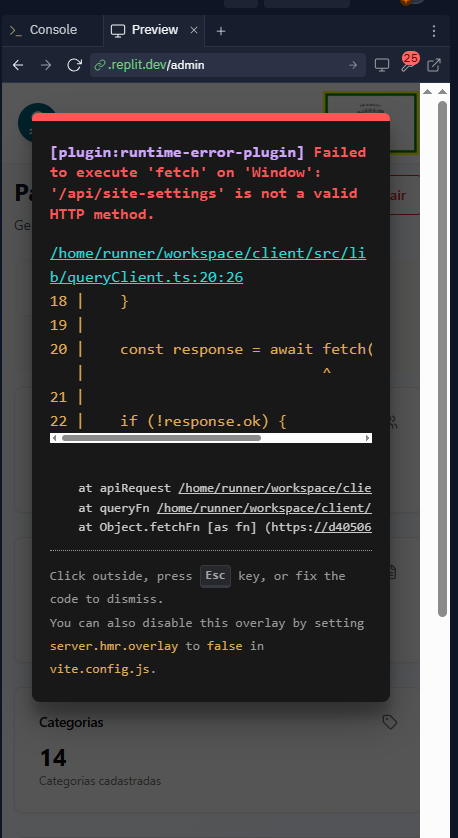 Console
Preview
.replit.dev/admin
25
[plugin:runtime-error-plugin] Failed
to execute 'fetch' on 'Window':
'/api/site-settings' is not a valid
HTTP method.
/home/runner/workspace/client/src/li
b/queryClient.ts:20:26
18 |    }
19 |
20 |    const response = await fetch(
   |                             ^
21 |
22 |    if (!response.ok) {
at apiRequest /home/runner/workspace/clie
at queryFn /home/runner/workspace/client/
at Object.fetchFn [as fn] (https://d40506
Click outside, press Esc key, or fix the
code to dismiss.
You can also disable this overlay by setting
server.hmr.overlay to false in
vite.config.js.
Categorias
14
Categorias cadastradas